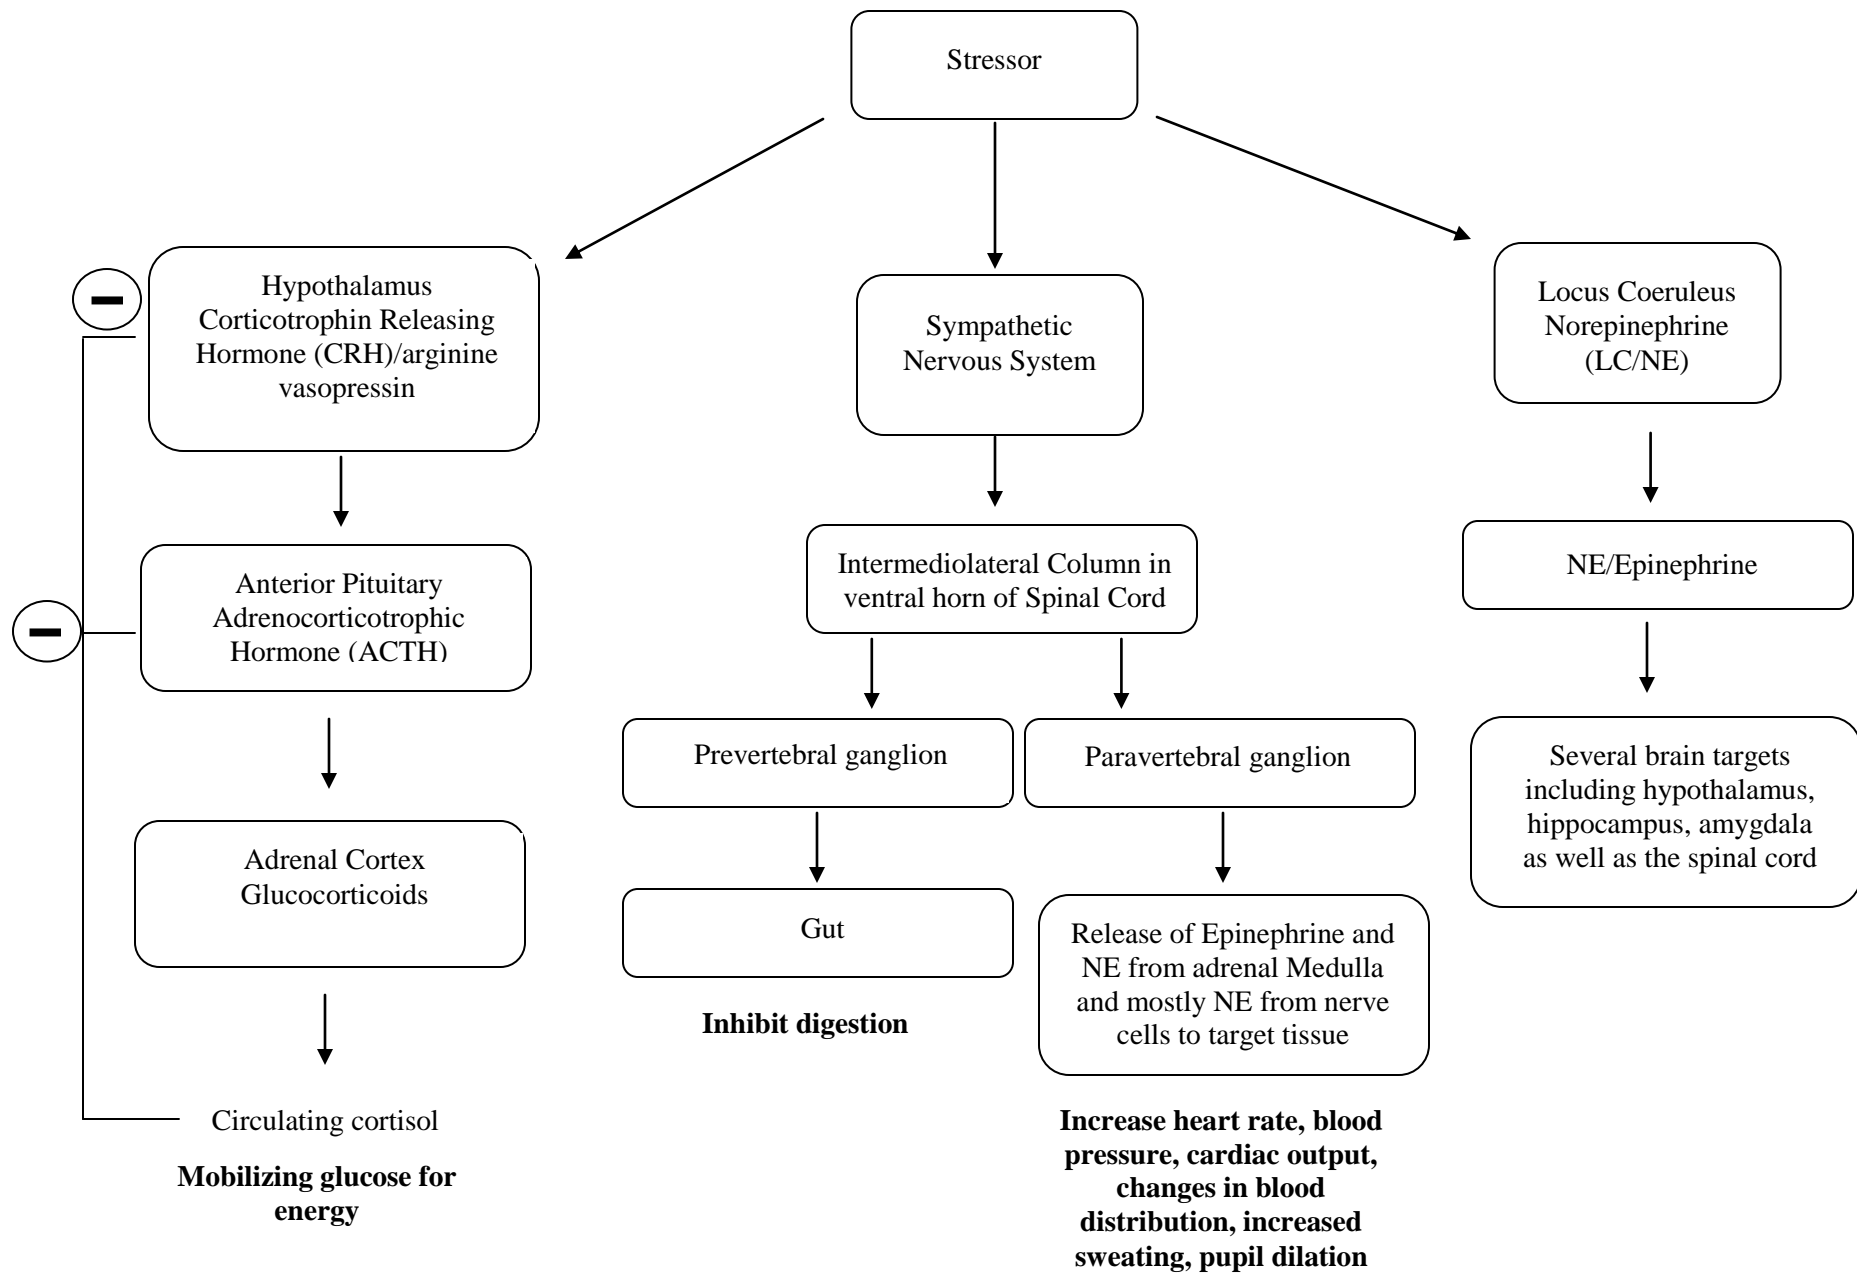 Stressor
Hypothalamus
Corticotrophin Releasing
Hormone (CRH)/arginine
vasopressin
Sympathetic
Nervous System
Locus Coeruleus
Norepinephrine
(LC/NE)
Anterior Pituitary
Adrenocorticotrophic
Hormone (ACTH)
Intermediolateral Column in
ventral horn of Spinal Cord
NE/Epinephrine
Prevertebral ganglion
Paravertebral ganglion
Several brain targets
including hypothalamus,
hippocampus, amygdala
as well as the spinal cord
Adrenal Cortex
Glucocorticoids
Gut
Inhibit digestion
Release of Epinephrine and
NE from adrenal Medulla
and mostly NE from nerve
cells to target tissue
Circulating cortisol
Mobilizing glucose for
energy
Increase heart rate, blood
pressure, cardiac output,
changes in blood
distribution, increased
sweating, pupil dilation